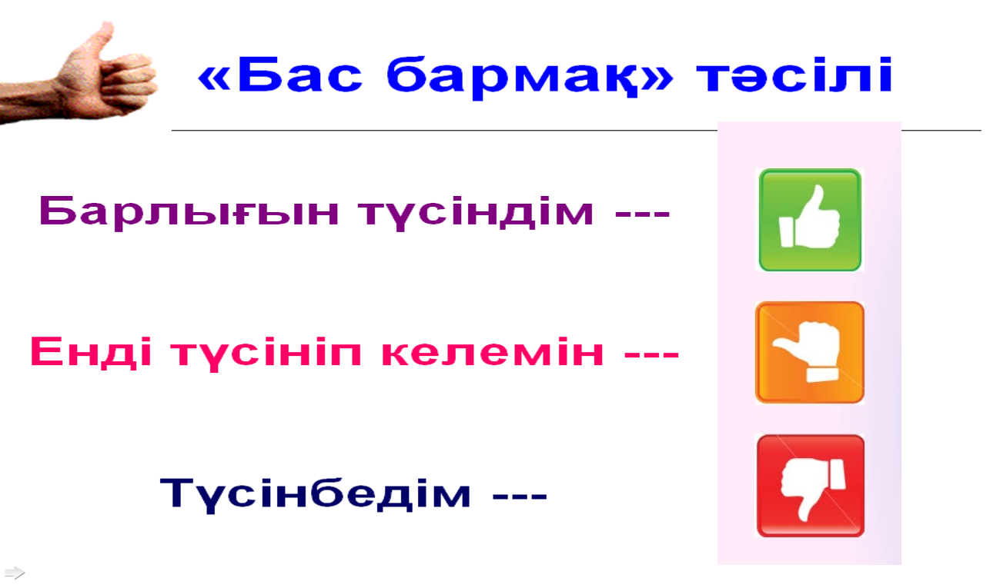 «Бас бармақ» тәсілі
Барлығын түсіндім ---
Енді түсініп келемін ---
Түсінбедім ---